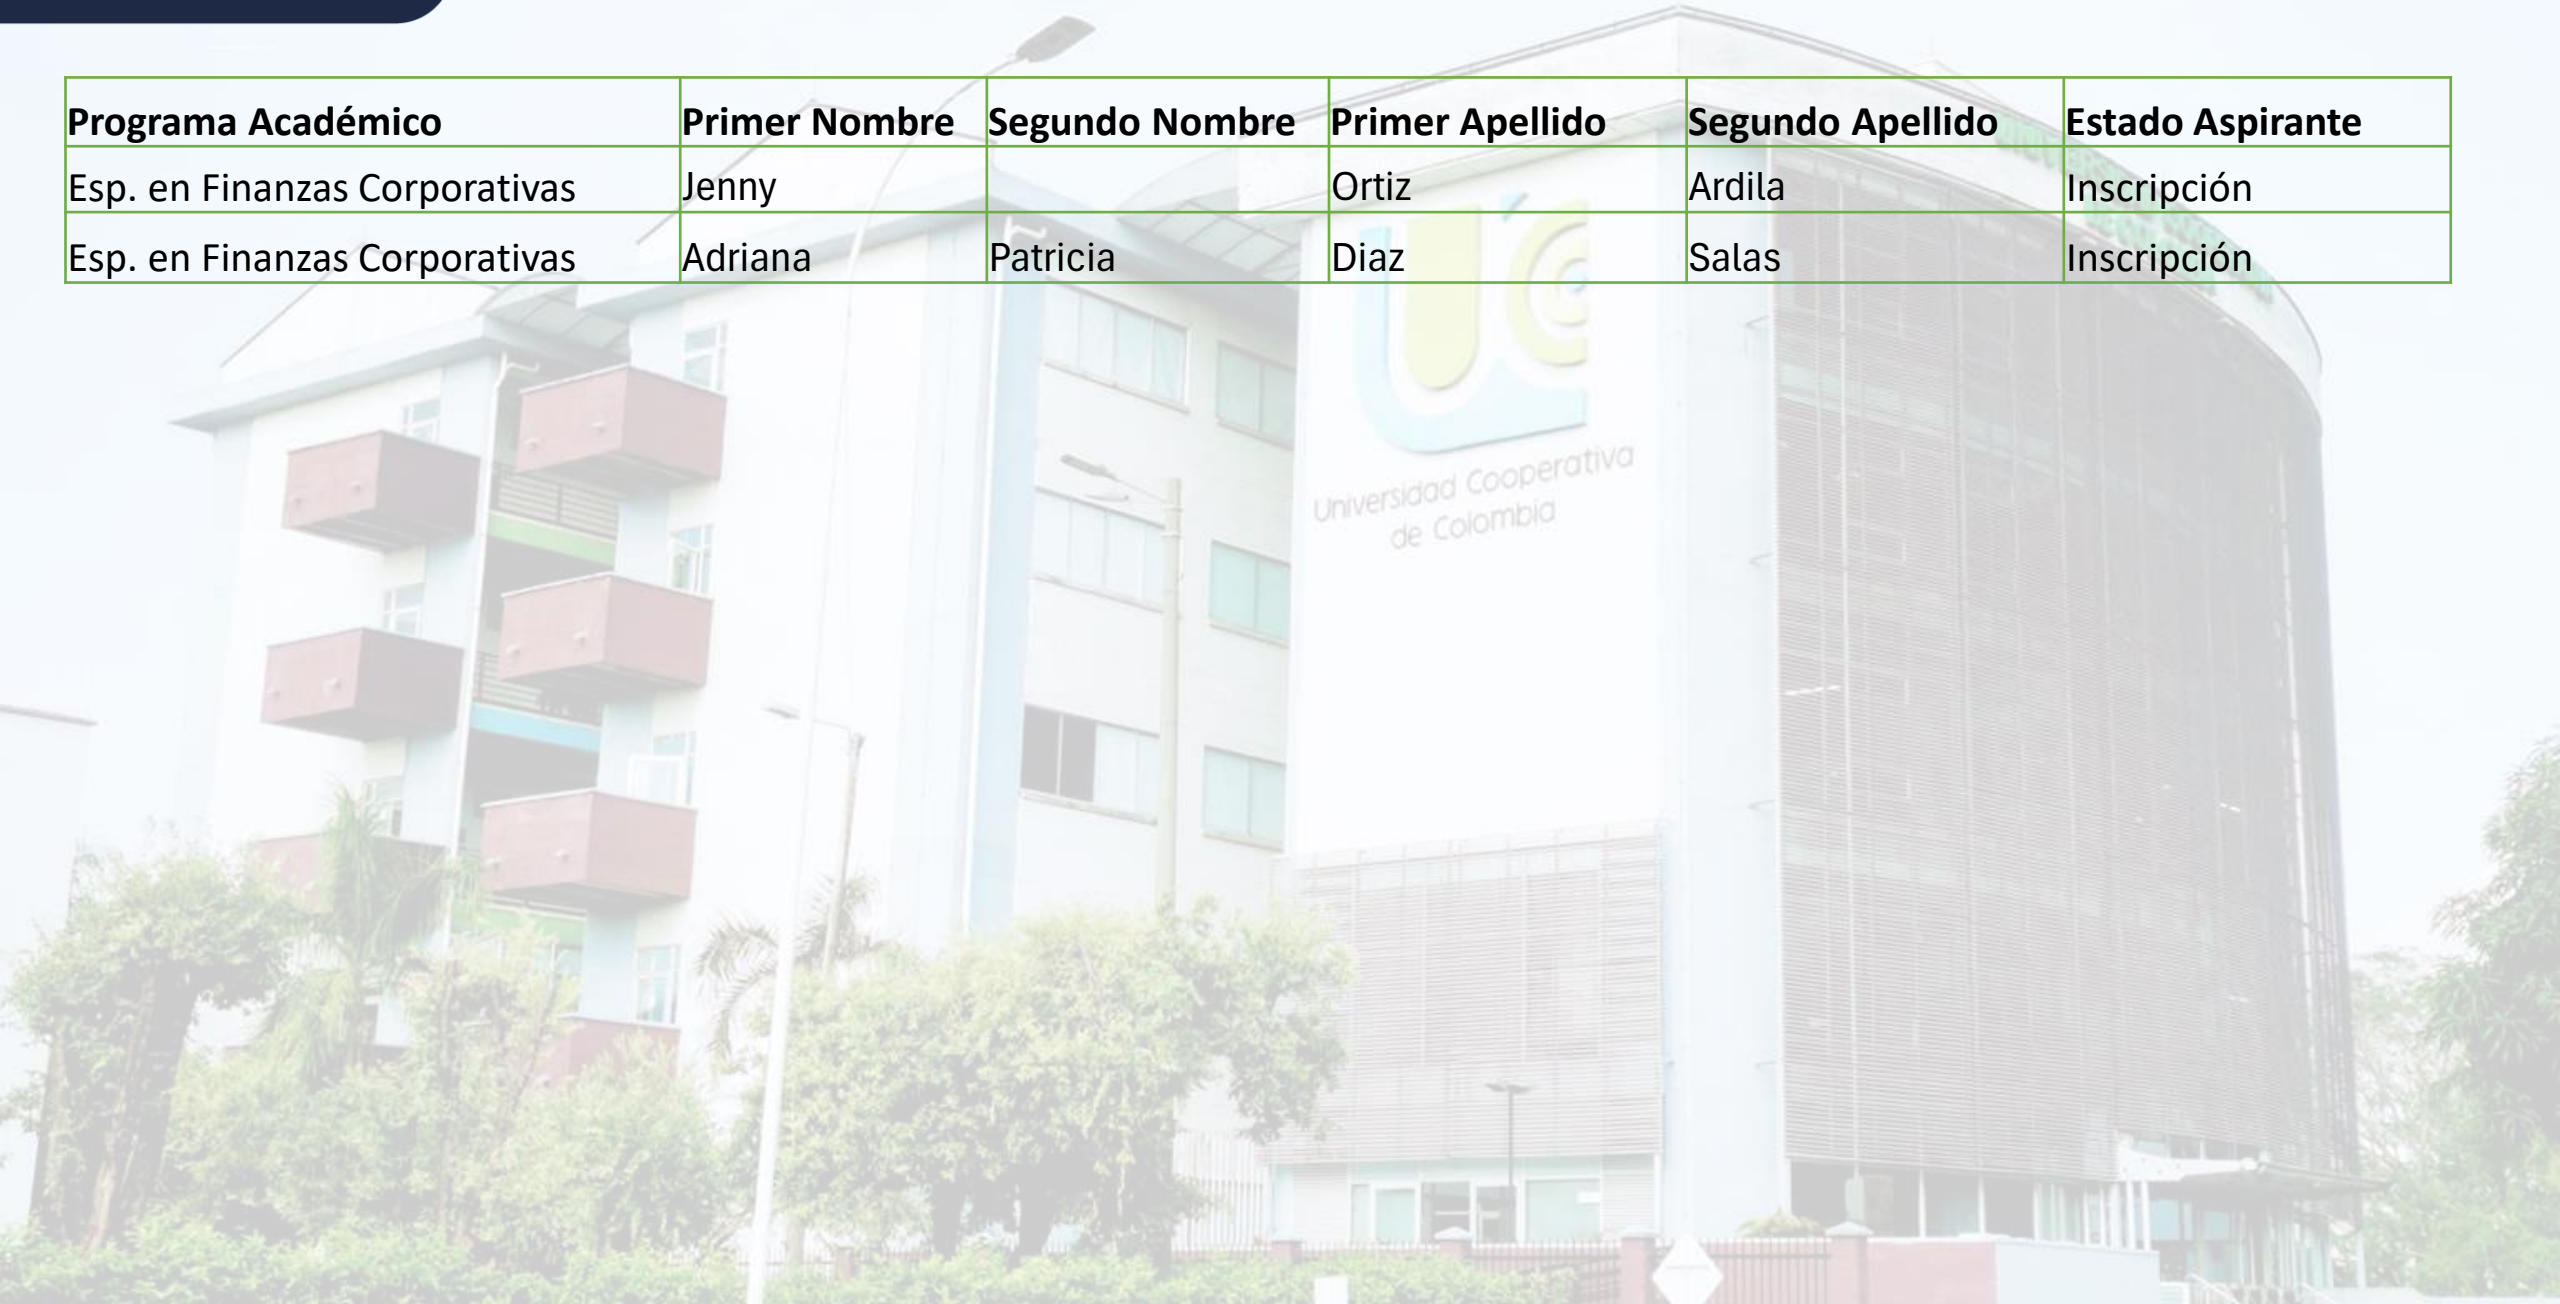 Programa Académico Primer Nombre Segundo Nombre Primer Apellido Segundo Apellido Estado Aspirante
Esp. en Finanzas Corporativas Jenny Ortiz Ardila Inscripción
Esp. en Finanzas Corporativas Adriana Patricia Diaz Salas Inscripción
Universidad Cooperativa
de Colombia